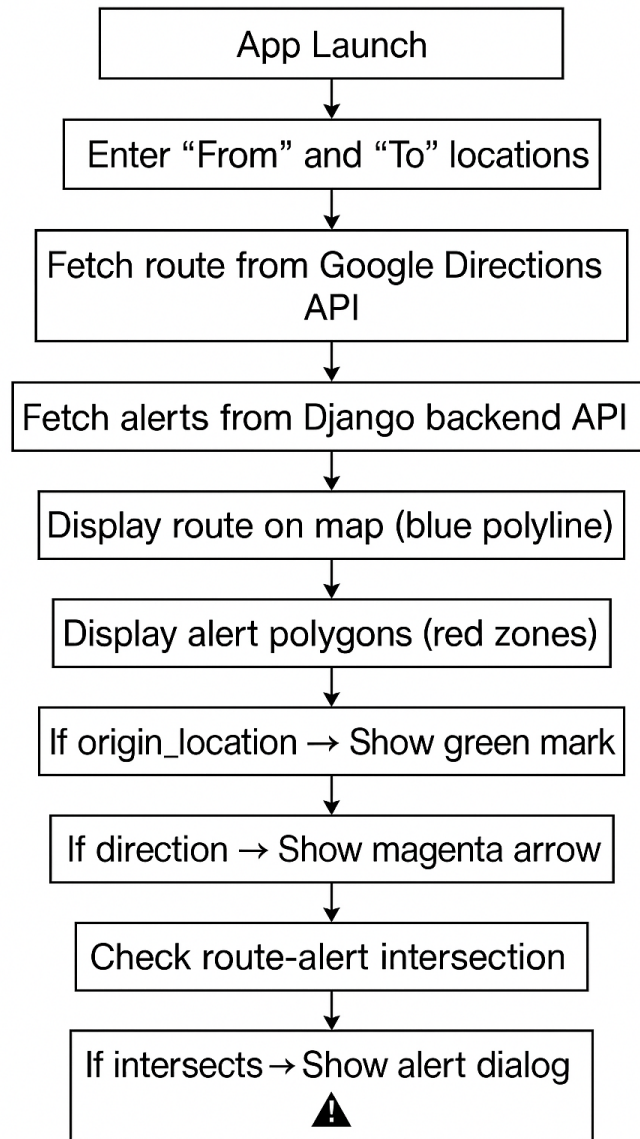 App Launch
Enter “From” and “To” locations
Fetch route from Google Directions
API
Fetch alerts from Django backend API
Display route on map (blue polyline)
Display alert polygons (red zones)
If origin_location → Show green mark
If direction → Show magenta arrow
Check route-alert intersection
If intersects → Show alert dialog
⚠